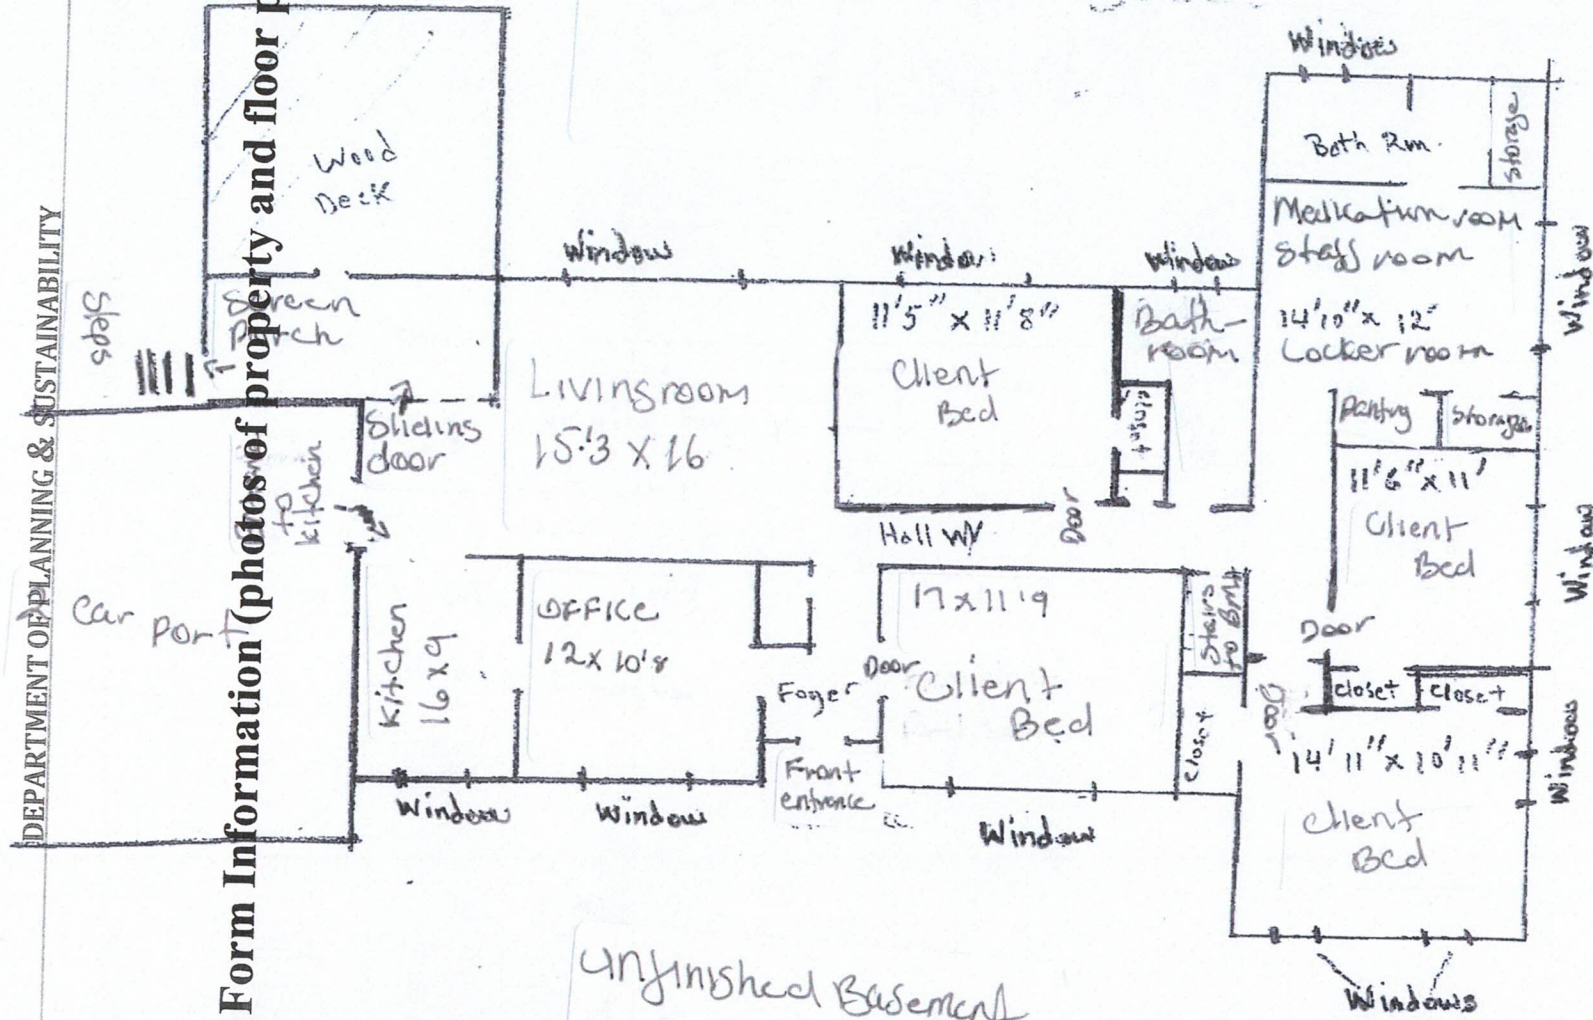 DEPARTMENT OF PLANNING & SUSTAINABILITY
Form Information (photos of property and floor p
Wood
Deck
Screen
Porch
Steps
Sliding
door
to
kitchen
Car Port
Window
Livingroom
15'3 X 16
Kitchen
16 x 9
Window
OFFICE
12 x 10'8
Window
Foyer
Front
entrance
Window
11'5" x 11'8"
Client
Bed
Hall Wy
Door
Window
Bath-
room
Closet
Door
17 x 11'9
Client
Bed
Window
Stairs
to Bmt
Closet
Windows
Bath Rm.
Storage
Medication room
Staff room
14'10" x 12'
Locker room
Window
Pantry
Storage
11'6" x 11'
Client
Bed
Window
Door
Closet
Closet
Door
14' 11" x 10' 11"
Client
Bed
Windows
Windows
Unfinished Basement